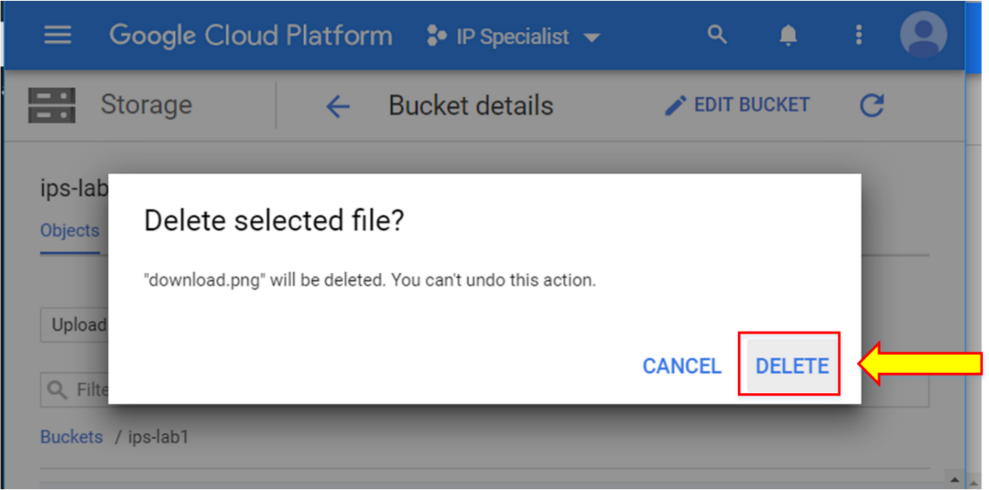 Google Cloud Platform IP Specialist
Storage Bucket details EDIT BUCKET
ips-lab
Delete selected file?
Objects
"download.png" will be deleted. You can't undo this action.
Upload
CANCEL DELETE
Filte
Buckets / ips-lab1